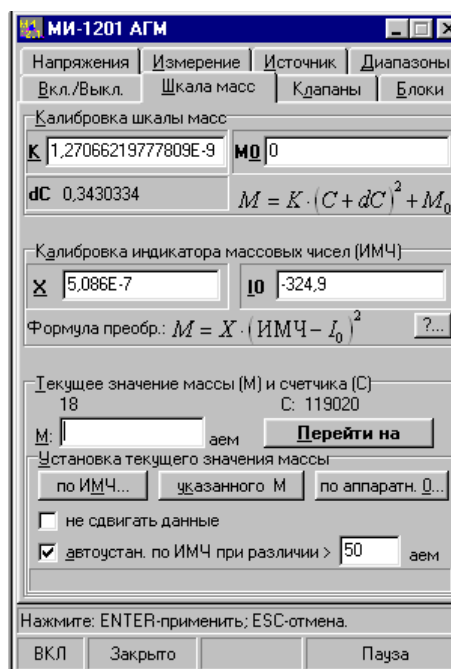 МИ-1201 АГМ
Напряжения Измерение Источник Диапазоны
Вкл./Выкл. Шкала масс Клапаны Блоки
Калибровка шкалы масс
K 1,27066219777809E-9 M0 0
dC 0,3430334 M = K · (C + dC)² + M₀
Калибровка индикатора массовых чисел (ИМЧ)
X 5,086E-7 I0 -324,9
Формула преобр.: M = X · (ИМЧ − I₀)² ?...
Текущее значение массы (М) и счетчика (С)
18 C: 119020
M: аем Перейти на
Установка текущего значения массы
по ИМЧ... указанного М по аппаратн. 0...
не сдвигать данные
автоустан. по ИМЧ при различии > 50 аем
Нажмите: ENTER-применить; ESC-отмена.
ВКЛ Закрыто Пауза